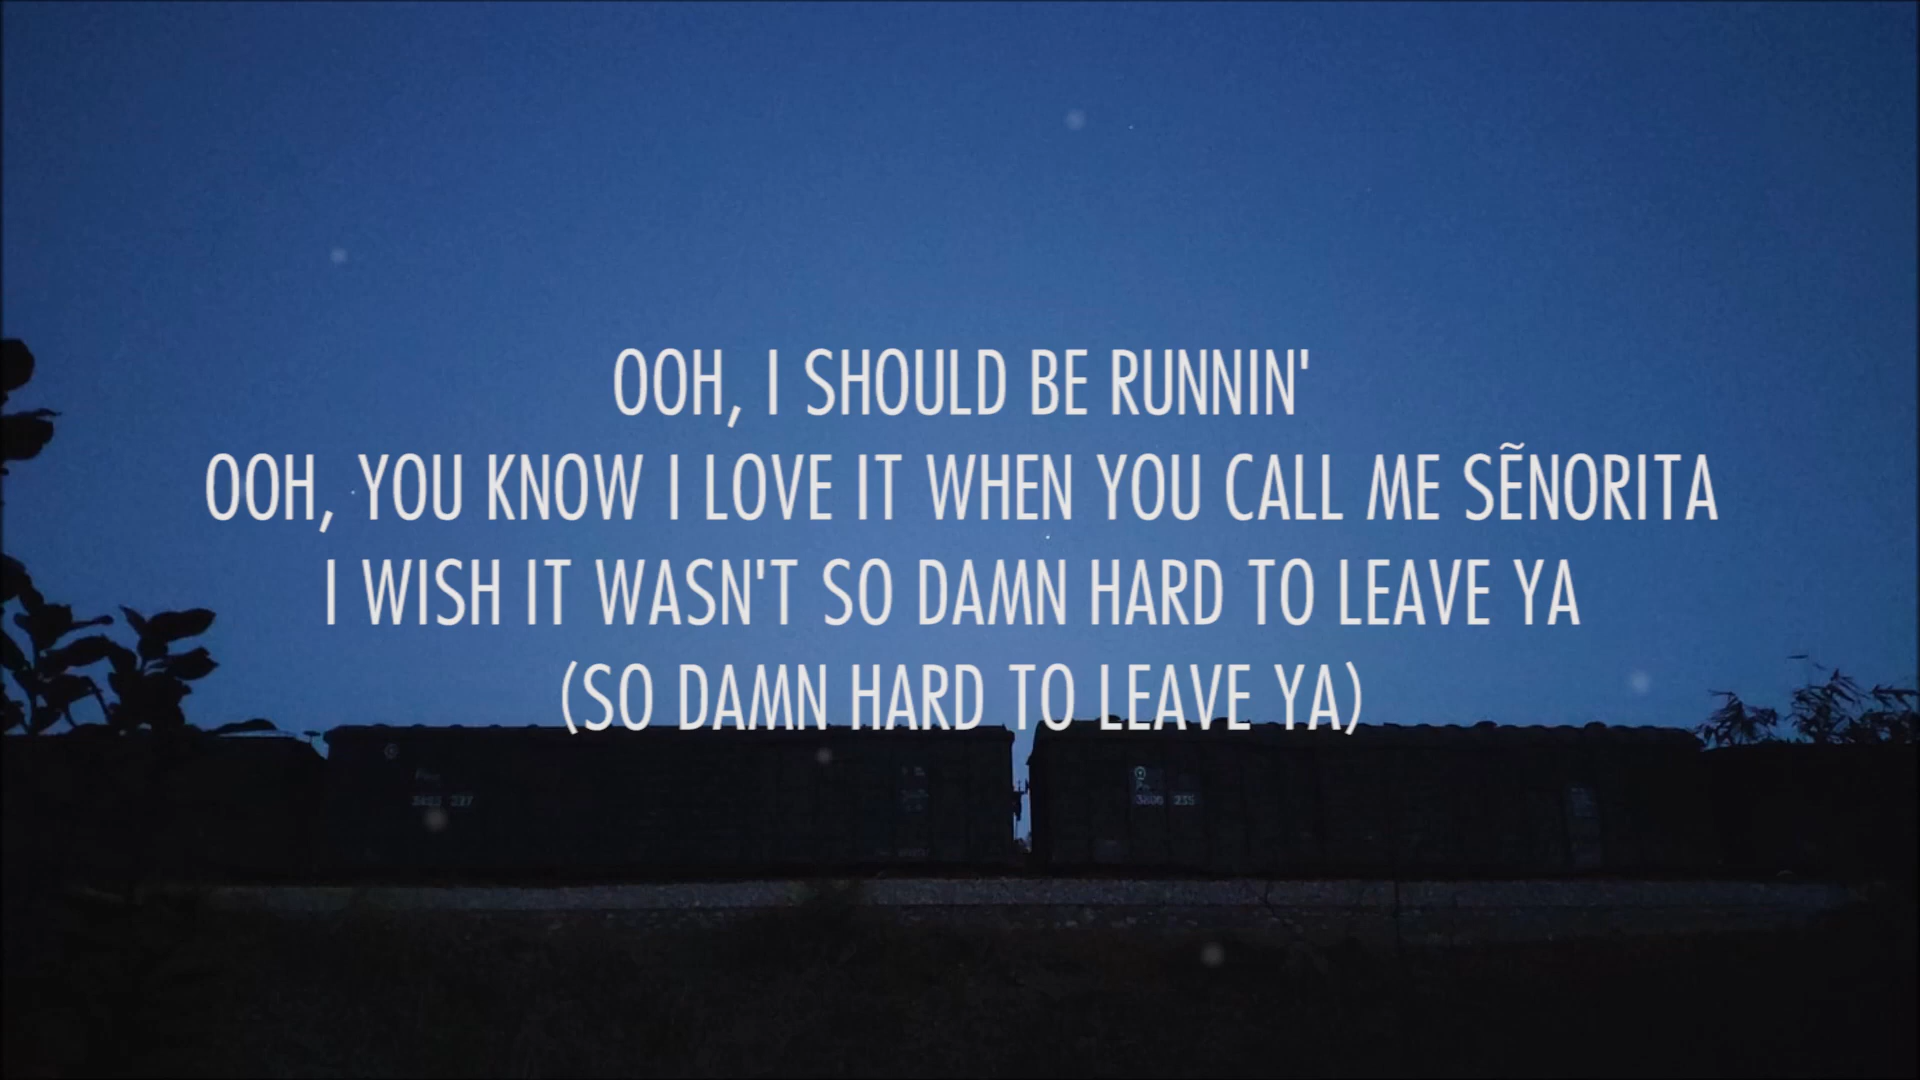 OOH, I SHOULD BE RUNNIN'
OOH, YOU KNOW I LOVE IT WHEN YOU CALL ME SẼNORITA
I WISH IT WASN'T SO DAMN HARD TO LEAVE YA
(SO DAMN HARD TO LEAVE YA)